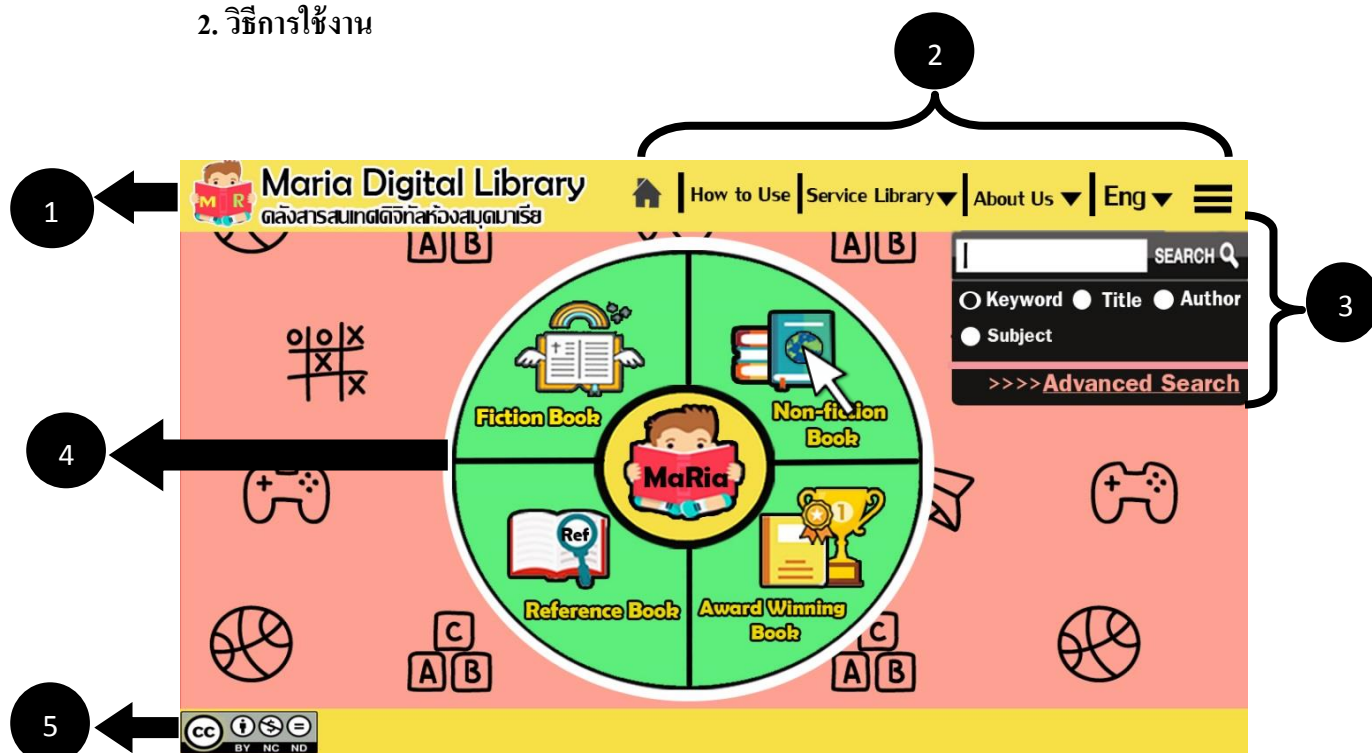 2. วิธีการใช้งาน
2
1
M R
Maria Digital Library
คลังสารสนเทศดิจิทัลห้องสมุดมาเรีย
How to Use Service Library About Us Eng
SEARCH
Keyword Title Author
Subject
>>>>Advanced Search
3
A B
A B
O O X
X
X
Fiction Book
Non-fiction
Book
MaRia
4
Ref
1
Reference Book
Award Winning
Book
C
A B
C
A B
5
cc
BY NC ND